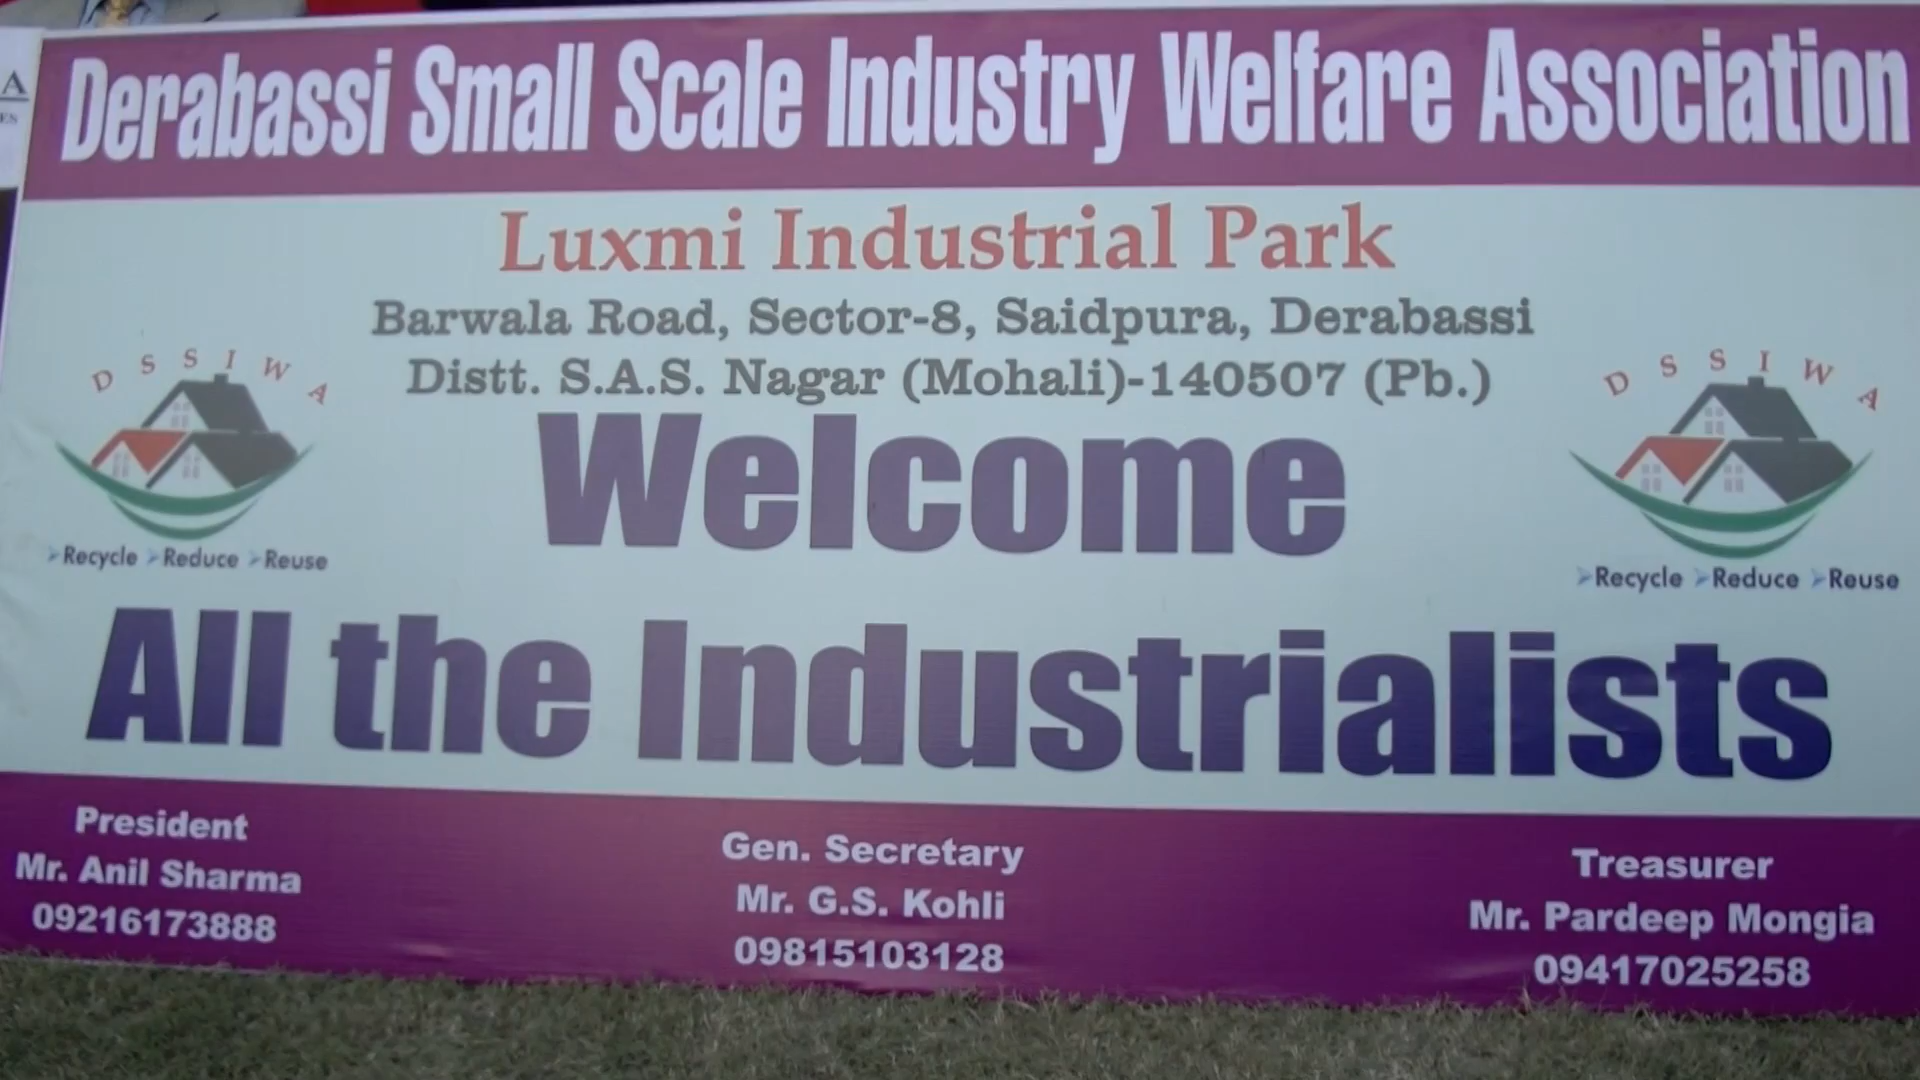 A
ES
Derabassi Small Scale Industry Welfare Association
Luxmi Industrial Park
Barwala Road, Sector-8, Saidpura, Derabassi
Distt. S.A.S. Nagar (Mohali)-140507 (Pb.)
D S S I W A
➢Recycle ➢Reduce ➢Reuse
D S S I W A
➢Recycle ➢Reduce ➢Reuse
Welcome
All the Industrialists
President
Mr. Anil Sharma
09216173888
Gen. Secretary
Mr. G.S. Kohli
09815103128
Treasurer
Mr. Pardeep Mongia
09417025258